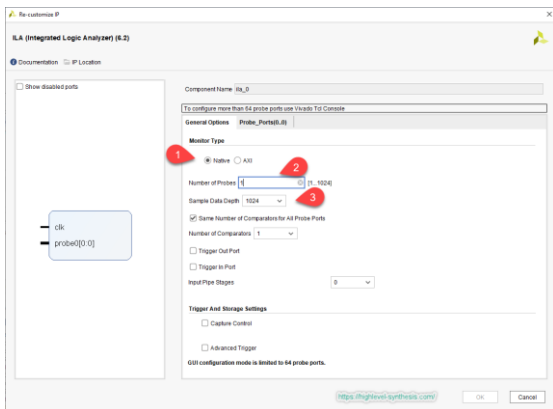 Re-customize IP
ILA (Integrated Logic Analyzer) (6.2)
Documentation IP Location
Show disabled ports
clk
probe0[0:0]
Component Name ila_0
To configure more than 64 probe ports use Vivado Tcl Console
General Options Probe_Ports(0..0)
Monitor Type
1
Native AXI
2
Number of Probes 1 [1...1024]
Sample Data Depth 1024 3
Same Number of Comparators for All Probe Ports
Number of Comparators 1
Trigger Out Port
Trigger In Port
Input Pipe Stages 0
Trigger And Storage Settings
Capture Control
Advanced Trigger
GUI configuration mode is limited to 64 probe ports.
https://highlevel-synthesis.com/ OK Cancel